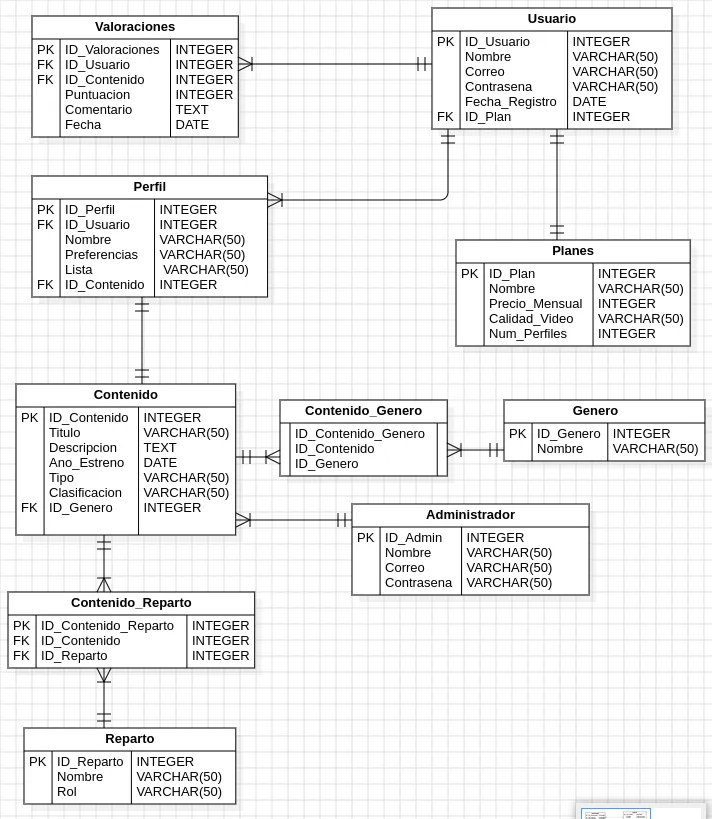 Valoraciones
PK ID_Valoraciones INTEGER
FK ID_Usuario INTEGER
FK ID_Contenido INTEGER
Puntuacion INTEGER
Comentario TEXT
Fecha DATE
Usuario
PK ID_Usuario INTEGER
Nombre VARCHAR(50)
Correo VARCHAR(50)
Contrasena VARCHAR(50)
Fecha_Registro DATE
FK ID_Plan INTEGER
Perfil
PK ID_Perfil INTEGER
FK ID_Usuario INTEGER
Nombre VARCHAR(50)
Preferencias VARCHAR(50)
Lista VARCHAR(50)
FK ID_Contenido INTEGER
Planes
PK ID_Plan INTEGER
Nombre VARCHAR(50)
Precio_Mensual INTEGER
Calidad_Video VARCHAR(50)
Num_Perfiles INTEGER
Contenido
PK ID_Contenido INTEGER
Titulo VARCHAR(50)
Descripcion TEXT
Ano_Estreno DATE
Tipo VARCHAR(50)
Clasificacion VARCHAR(50)
FK ID_Genero INTEGER
Contenido_Genero
ID_Contenido_Genero
ID_Contenido
ID_Genero
Genero
PK ID_Genero INTEGER
Nombre VARCHAR(50)
Administrador
PK ID_Admin INTEGER
Nombre VARCHAR(50)
Correo VARCHAR(50)
Contrasena VARCHAR(50)
Contenido_Reparto
PK ID_Contenido_Reparto INTEGER
FK ID_Contenido INTEGER
FK ID_Reparto INTEGER
Reparto
PK ID_Reparto INTEGER
Nombre VARCHAR(50)
Rol VARCHAR(50)